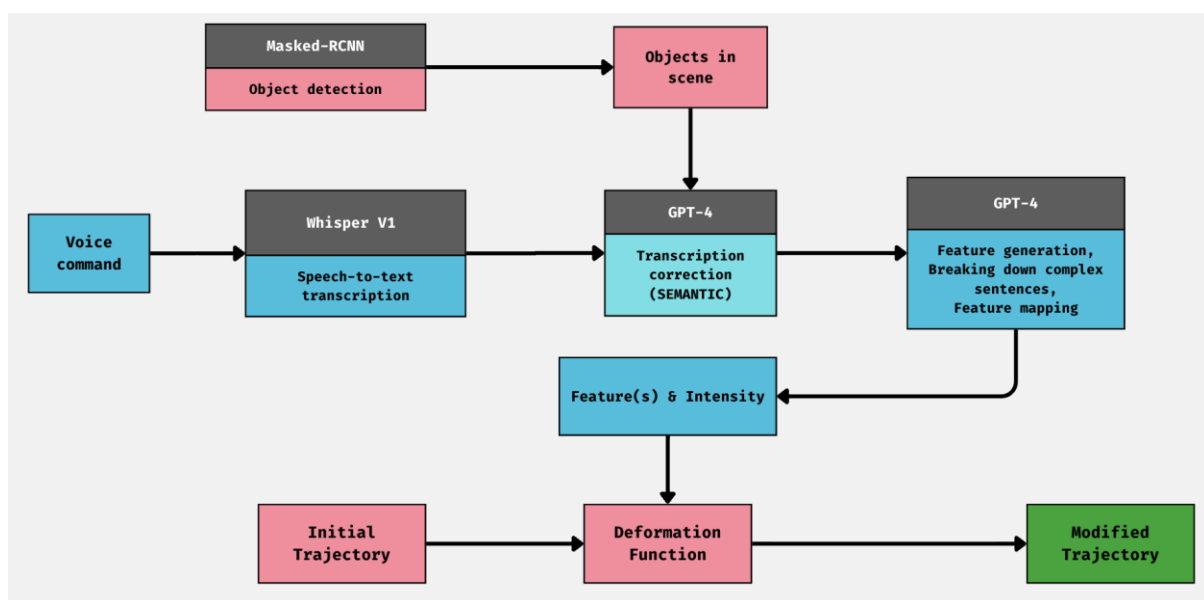 Masked-RCNN
Object detection
Objects in
scene
Voice
command
Whisper V1
Speech-to-text
transcription
GPT-4
Transcription
correction
(SEMANTIC)
GPT-4
Feature generation,
Breaking down complex
sentences,
Feature mapping
Feature(s) & Intensity
Initial
Trajectory
Deformation
Function
Modified
Trajectory